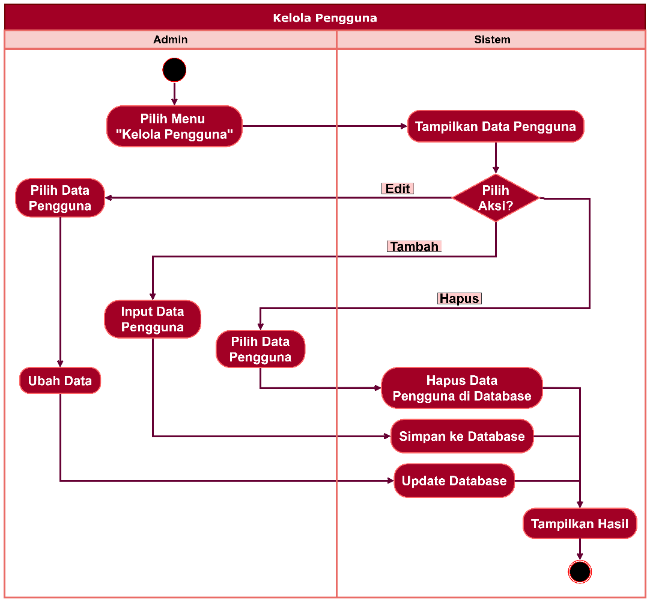 Kelola Pengguna
Admin
Sistem
Pilih Menu
"Kelola Pengguna"
Tampilkan Data Pengguna
Pilih
Aksi?
Edit
Pilih Data
Pengguna
Tambah
Hapus
Input Data
Pengguna
Pilih Data
Pengguna
Ubah Data
Hapus Data
Pengguna di Database
Simpan ke Database
Update Database
Tampilkan Hasil